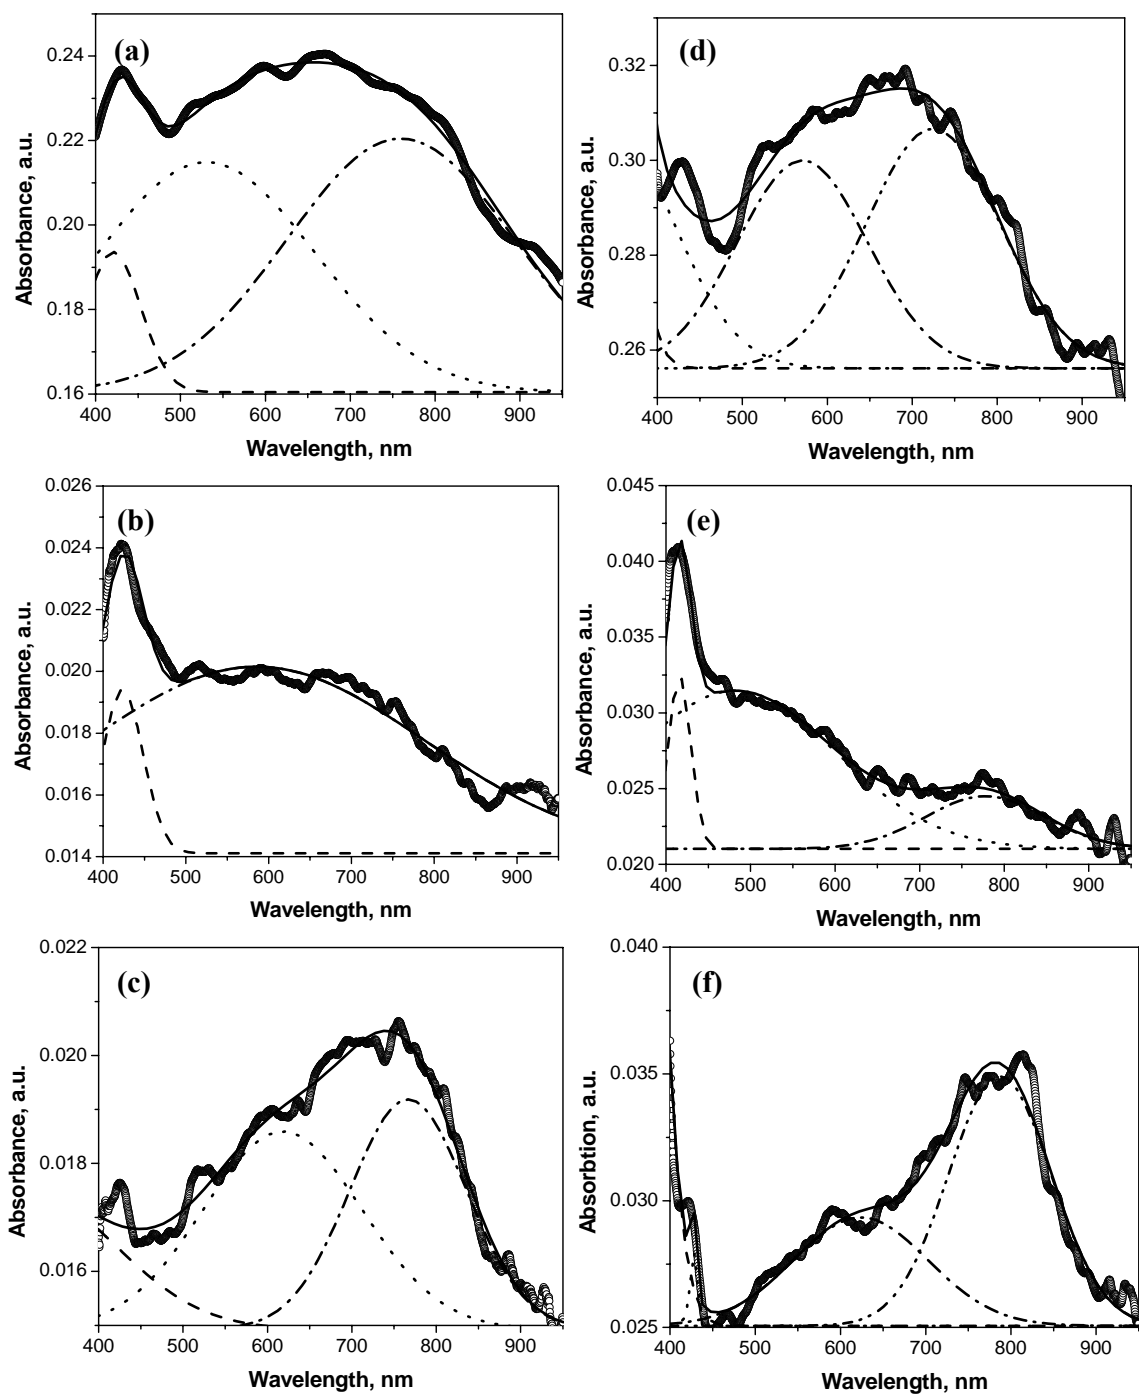 (a)
0.24
0.22
0.20
0.18
0.16
400 500 600 700 800 900
Absorbance, a.u.
Wavelength, nm
(d)
0.32
0.30
0.28
0.26
400 500 600 700 800 900
Absorbance, a.u.
Wavelength, nm
(b)
0.026
0.024
0.022
0.020
0.018
0.016
0.014
400 500 600 700 800 900
Absorbance, a.u.
Wavelength, nm
(e)
0.045
0.040
0.035
0.030
0.025
0.020
400 500 600 700 800 900
Absorbance, a.u.
Wavelength, nm
(c)
0.022
0.020
0.018
0.016
400 500 600 700 800 900
Absorbance, a.u.
Wavelength, nm
(f)
0.040
0.035
0.030
0.025
400 500 600 700 800 900
Absorbtion, a.u.
Wavelength, nm